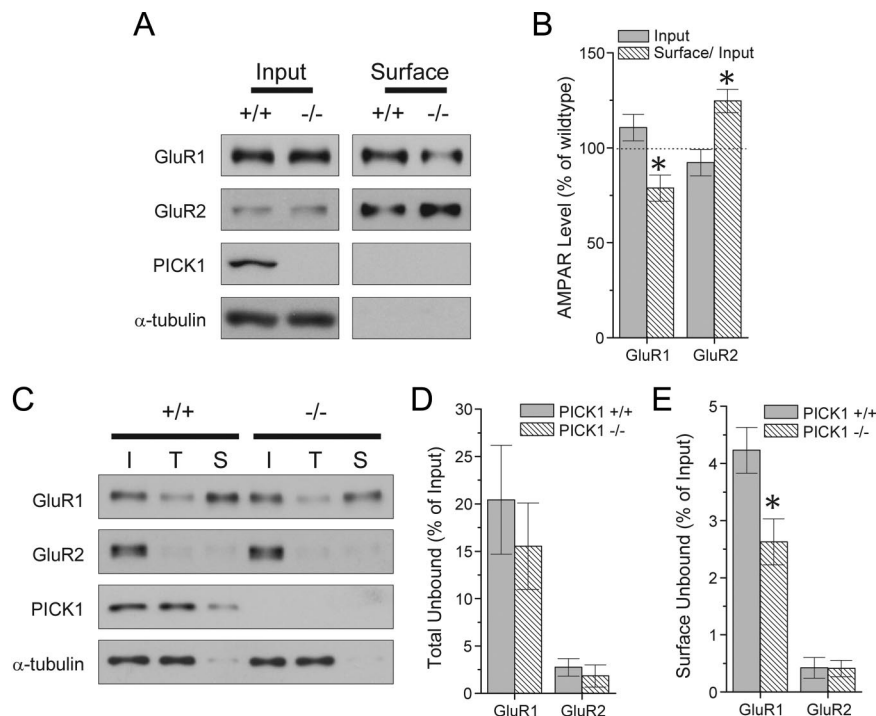 A
Input Surface
+/+ -/- +/+ -/-
GluR1
GluR2
PICK1
α-tubulin
B
Input
Surface/ Input
AMPAR Level (% of wildtype)
150
100
50
0
*
*
GluR1 GluR2
C
+/+ -/-
I T S I T S
GluR1
GluR2
PICK1
α-tubulin
D
PICK1 +/+
PICK1 -/-
Total Unbound (% of Input)
30
25
20
15
10
5
0
GluR1 GluR2
E
PICK1 +/+
PICK1 -/-
Surface Unbound (% of Input)
5
4
3
2
1
0
*
GluR1 GluR2